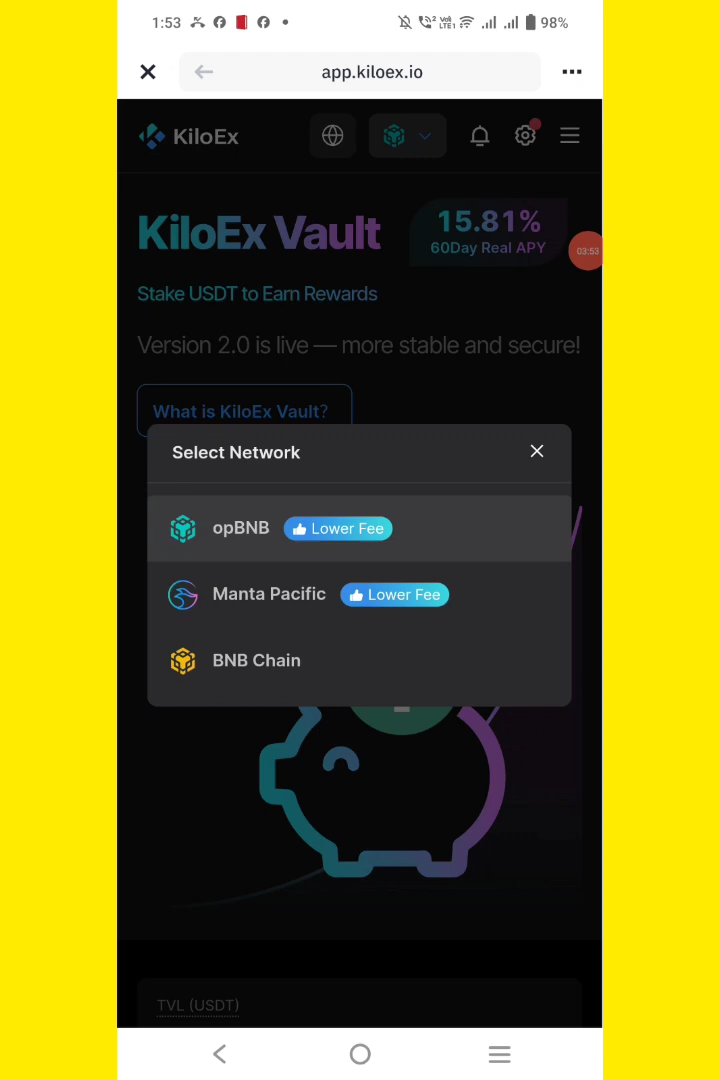 1:53
98%
app.kiloex.io
KiloEx
KiloEx Vault
15.81%
60Day Real APY
03:53
Stake USDT to Earn Rewards
Version 2.0 is live — more stable and secure!
What is KiloEx Vault?
Select Network
opBNB Lower Fee
Manta Pacific Lower Fee
BNB Chain
TVL (USDT)